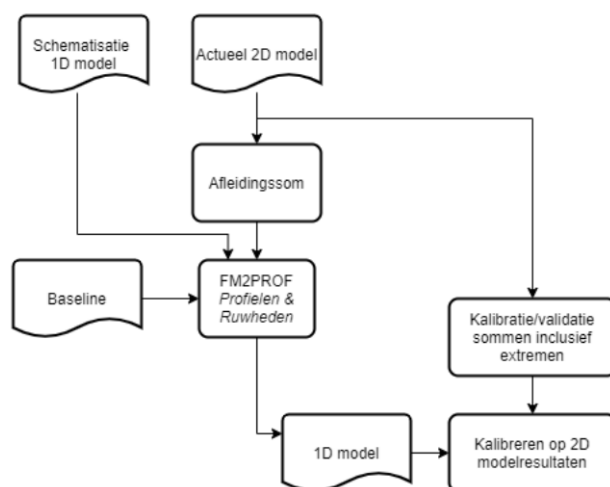 Schematisatie
1D model
Actueel 2D model
Afleidingssom
Baseline
FM2PROF
Profielen &
Ruwheden
Kalibratie/validatie
sommen inclusief
extremen
1D model
Kalibreren op 2D
modelresultaten